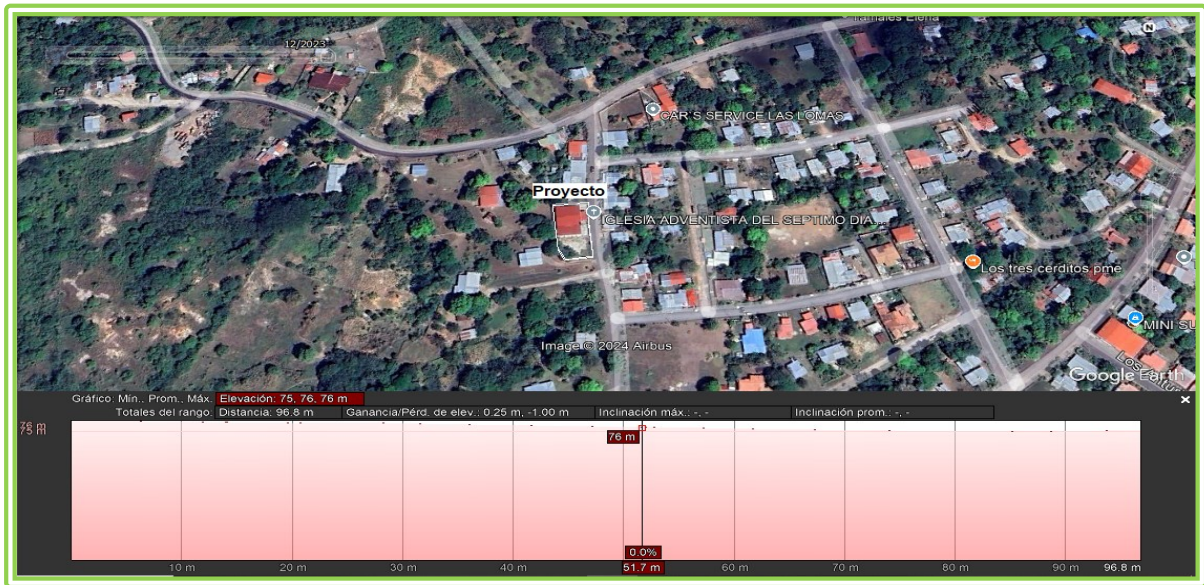 Tamales Elena
12/2023
CAR'S SERVICE LAS LOMAS
Proyecto
IGLESIA ADVENTISTA DEL SEPTIMO DIA...
Los tres cerditos pme
MINI SU
Image © 2024 Airbus
Google Earth
Gráfico: Mín., Prom., Máx. Elevación: 75, 76, 76 m
Totales del rango: Distancia: 96.8 m Ganancia/Pérd. de elev.: 0.25 m, -1.00 m Inclinación máx.: -, - Inclinación prom.: -, -
76 m
75 m
76 m
0.0%
10 m 20 m 30 m 40 m 51.7 m 60 m 70 m 80 m 90 m 96.8 m